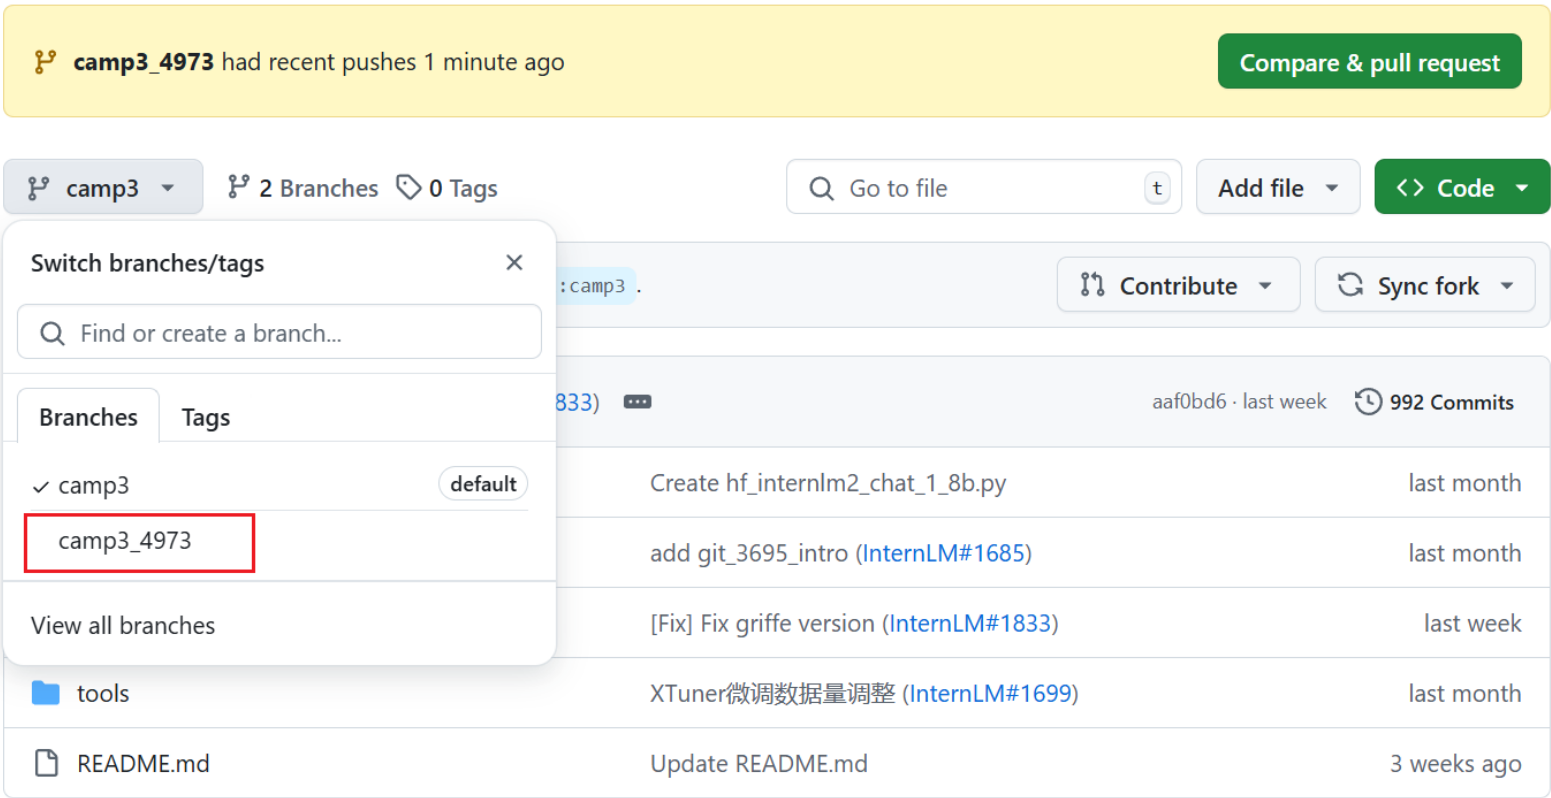 camp3_4973 had recent pushes 1 minute ago
Compare & pull request
camp3
2 Branches
0 Tags
Go to file
t
Add file
Code
Switch branches/tags
:camp3 .
Contribute
Sync fork
Find or create a branch...
Branches
Tags
833)
aaf0bd6 · last week
992 Commits
camp3
default
Create hf_internlm2_chat_1_8b.py
last month
camp3_4973
add git_3695_intro (InternLM#1685)
last month
View all branches
[Fix] Fix griffe version (InternLM#1833)
last week
tools
XTuner微调数据量调整 (InternLM#1699)
last month
README.md
Update README.md
3 weeks ago